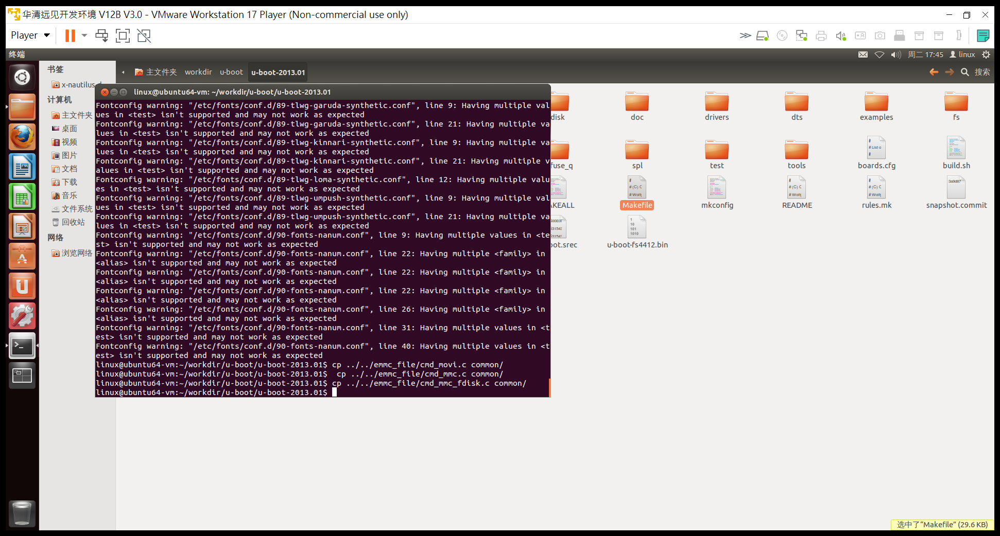 华清远见开发环境 V12B V3.0 - VMware Workstation 17 Player (Non-commercial use only)
Player
终端
周二 17:45 linux
书签
x-nautilus-d
计算机
主文件夹
桌面
视频
图片
文档
下载
音乐
文件系统
回收站
网络
浏览网络
主文件夹 workdir u-boot u-boot-2013.01
搜索
linux@ubuntu64-vm: ~/workdir/u-boot/u-boot-2013.01
Fontconfig warning: "/etc/fonts/conf.d/89-tlwg-garuda-synthetic.conf", line 9: Having multiple val
ues in <test> isn't supported and may not work as expected
Fontconfig warning: "/etc/fonts/conf.d/89-tlwg-garuda-synthetic.conf", line 21: Having multiple va
lues in <test> isn't supported and may not work as expected
Fontconfig warning: "/etc/fonts/conf.d/89-tlwg-kinnari-synthetic.conf", line 9: Having multiple va
lues in <test> isn't supported and may not work as expected
Fontconfig warning: "/etc/fonts/conf.d/89-tlwg-kinnari-synthetic.conf", line 21: Having multiple v
alues in <test> isn't supported and may not work as expected
Fontconfig warning: "/etc/fonts/conf.d/89-tlwg-loma-synthetic.conf", line 12: Having multiple valu
es in <test> isn't supported and may not work as expected
Fontconfig warning: "/etc/fonts/conf.d/89-tlwg-umpush-synthetic.conf", line 9: Having multiple val
ues in <test> isn't supported and may not work as expected
Fontconfig warning: "/etc/fonts/conf.d/89-tlwg-umpush-synthetic.conf", line 21: Having multiple va
lues in <test> isn't supported and may not work as expected
Fontconfig warning: "/etc/fonts/conf.d/90-fonts-nanum.conf", line 9: Having multiple values in <te
st> isn't supported and may not work as expected
Fontconfig warning: "/etc/fonts/conf.d/90-fonts-nanum.conf", line 22: Having multiple <family> in
<alias> isn't supported and may not work as expected
Fontconfig warning: "/etc/fonts/conf.d/90-fonts-nanum.conf", line 22: Having multiple <family> in
<alias> isn't supported and may not work as expected
Fontconfig warning: "/etc/fonts/conf.d/90-fonts-nanum.conf", line 22: Having multiple <family> in
<alias> isn't supported and may not work as expected
Fontconfig warning: "/etc/fonts/conf.d/90-fonts-nanum.conf", line 26: Having multiple <family> in
<alias> isn't supported and may not work as expected
Fontconfig warning: "/etc/fonts/conf.d/90-fonts-nanum.conf", line 31: Having multiple values in <t
est> isn't supported and may not work as expected
Fontconfig warning: "/etc/fonts/conf.d/90-fonts-nanum.conf", line 40: Having multiple values in <t
est> isn't supported and may not work as expected
linux@ubuntu64-vm:~/workdir/u-boot/u-boot-2013.01$ cp ../../emmc_file/cmd_movi.c common/
linux@ubuntu64-vm:~/workdir/u-boot/u-boot-2013.01$  cp ../../emmc_file/cmd_mmc.c common/
linux@ubuntu64-vm:~/workdir/u-boot/u-boot-2013.01$ cp ../../emmc_file/cmd_mmc_fdisk.c common/
linux@ubuntu64-vm:~/workdir/u-boot/u-boot-2013.01$
disk doc drivers dts examples fs
fuse_q spl test tools boards.cfg build.sh
AKEALL Makefile mkconfig README rules.mk snapshot.commit
oot.srec u-boot-fs4412.bin
选中了"Makefile" (29.6 KB)